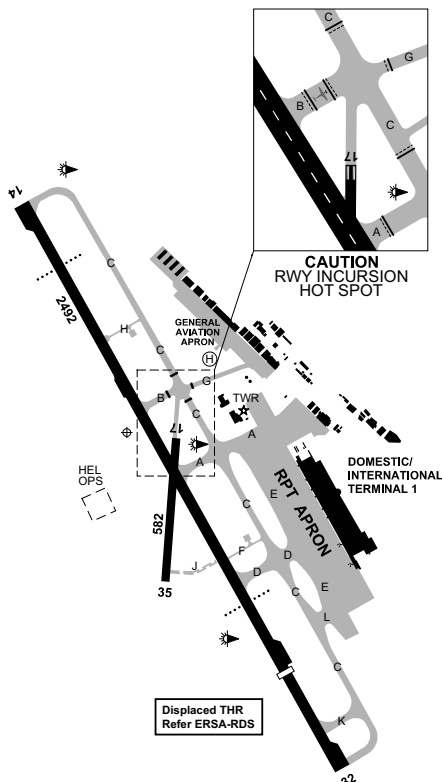 C
G
B
C
17
A
CAUTION
RWY INCURSION
HOT SPOT
14
C
2492
H
GENERAL
AVIATION
APRON
C
H
G
B
C
TWR
17
A
A
DOMESTIC/
INTERNATIONAL
TERMINAL 1
HEL
OPS
E
C
RPT APRON
582
F
J
D
D
35
C
E
L
C
Displaced THR
Refer ERSA-RDS
K
32